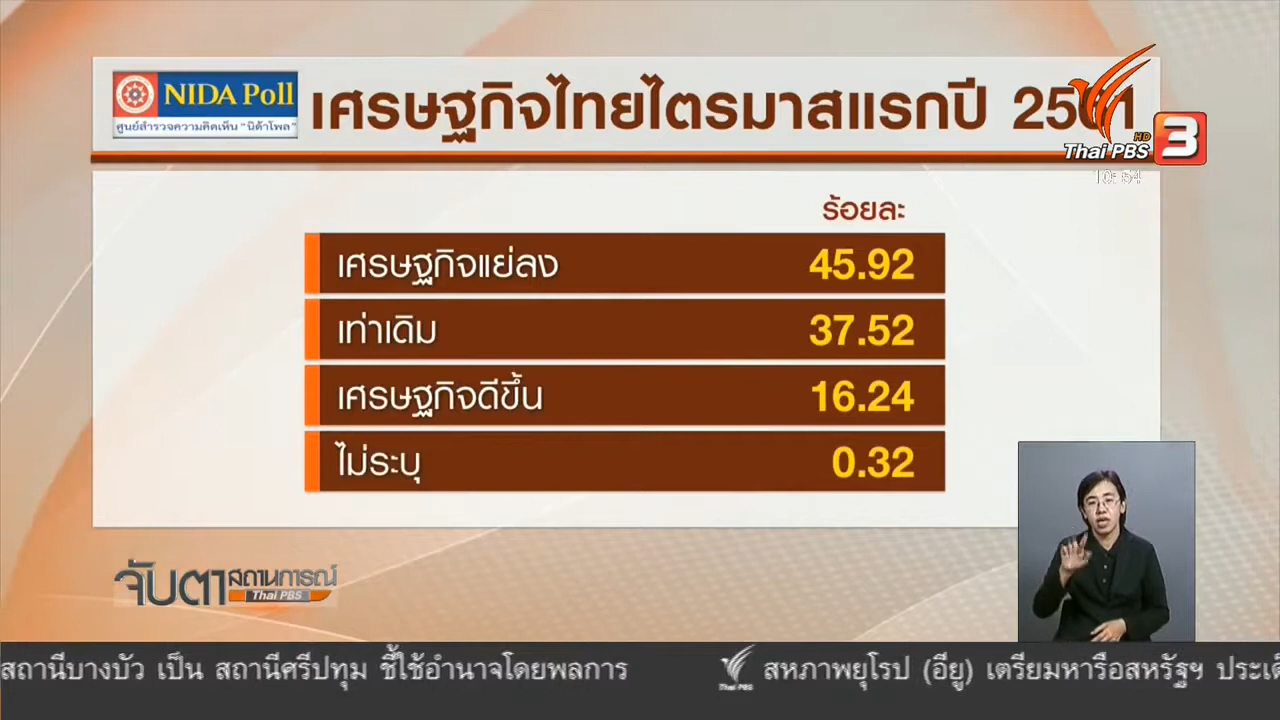 NIDA Poll
ศูนย์สำรวจความคิดเห็น "นิด้าโพล"
เศรษฐกิจไทยไตรมาสแรกปี 2561
HD
Thai PBS 3
10:54
ร้อยละ
เศรษฐกิจแย่ลง 45.92
เท่าเดิม 37.52
เศรษฐกิจดีขึ้น 16.24
ไม่ระบุ 0.32
จับตาสถานการณ์
Thai PBS
สถานีบางบัว เป็น สถานีศรีปทุม ชี้ใช้อำนาจโดยพลการ
Thai PBS
สหภาพยุโรป (อียู) เตรียมหารือสหรัฐฯ